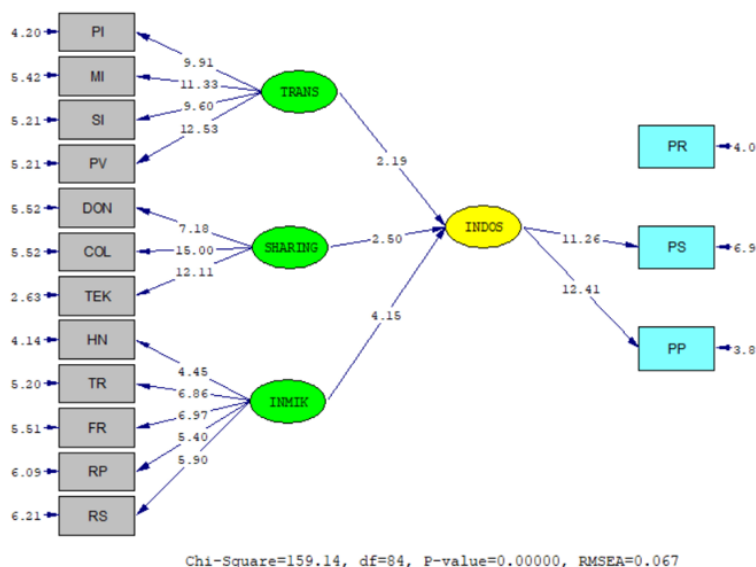 4.20 PI
9.91
5.42 MI
11.33
TRANS
5.21 SI
9.60
5.21 PV
12.53
2.19
PR 4.0
5.52 DON
7.18
5.52 COL
15.00
SHARING
2.50
INDOS
11.26
PS 6.9
2.63 TEK
12.11
12.41
4.14 HN
4.45
4.15
PP 3.8
5.20 TR
6.86
INMIK
5.51 FR
6.97
6.09 RP
5.40
6.21 RS
5.90
Chi-Square=159.14, df=84, P-value=0.00000, RMSEA=0.067